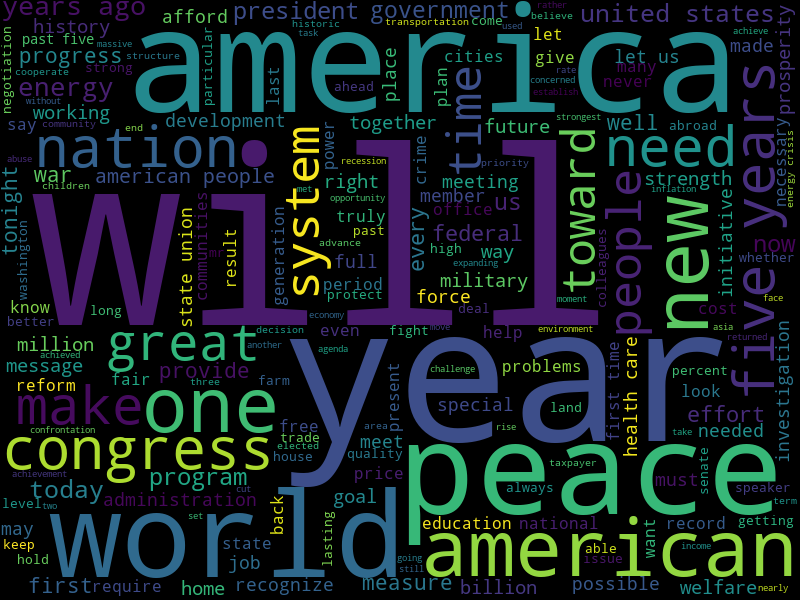 years ago
afford
president
government
united states
history
america
let
come
transportation
believe
rather
historic
used
achieve
task
massive
past five
progress
cities
give
let us
made
many
never
negotiation
cooperate
structure
strong
particular
last
place
ahead
plan
rate
concerned
establish
prosperity
energy
without
working
development
together
future
strongest
well
abroad
say
community
end
nation
power
crime
time
need
necessary
energy crisis
tonight
abuse
war
american people
children
recession
right
meeting
priority
toward
strength
inflation
met
opportunity
member
us
office
people
initiative
five years
now
whether
system
truly
every
past
federal
advance
high
way
new
washington
state union
communities
mr
result
generation
full
expanding
period
military
colleagues
protect
force
will
cost
know
better
long
economy
deal
moment
asia
face
million
great
decision
even
fight
move
help
environment
returned
message
another
year
reform
fair
provide
achieved
agenda
three
farm
present
challenge
problems
first time
health care
percent
look
investigation
make
one
free
special
land
effort
confrontation
trade
elected
area
rise
needed
take
congress
house
meet
peace
achievement
program
quality
taxpayer
must
senate
speaker
level
two
today
cut
price
always
term
administration
goal
set
back
lasting
world
education
national
want
record
getting
may
keep
hold
state
job
going
still
american
able
issue
income
first
require
home
recognize
measure
billion
possible
welfare
nearly